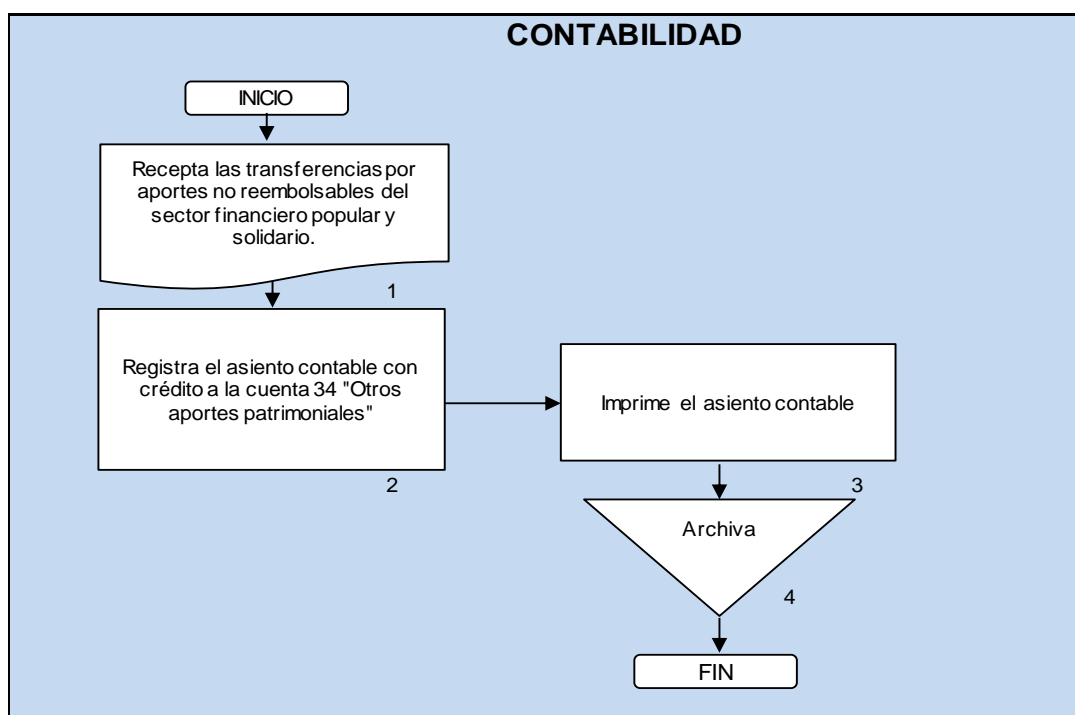 CONTABILIDAD
INICIO
Recepta las transferencias por
aportes no reembolsables del
sector financiero popular y
solidario.
1
Registra el asiento contable con
crédito a la cuenta 34 "Otros
aportes patrimoniales"
2
Imprime el asiento contable
3
Archiva
4
FIN